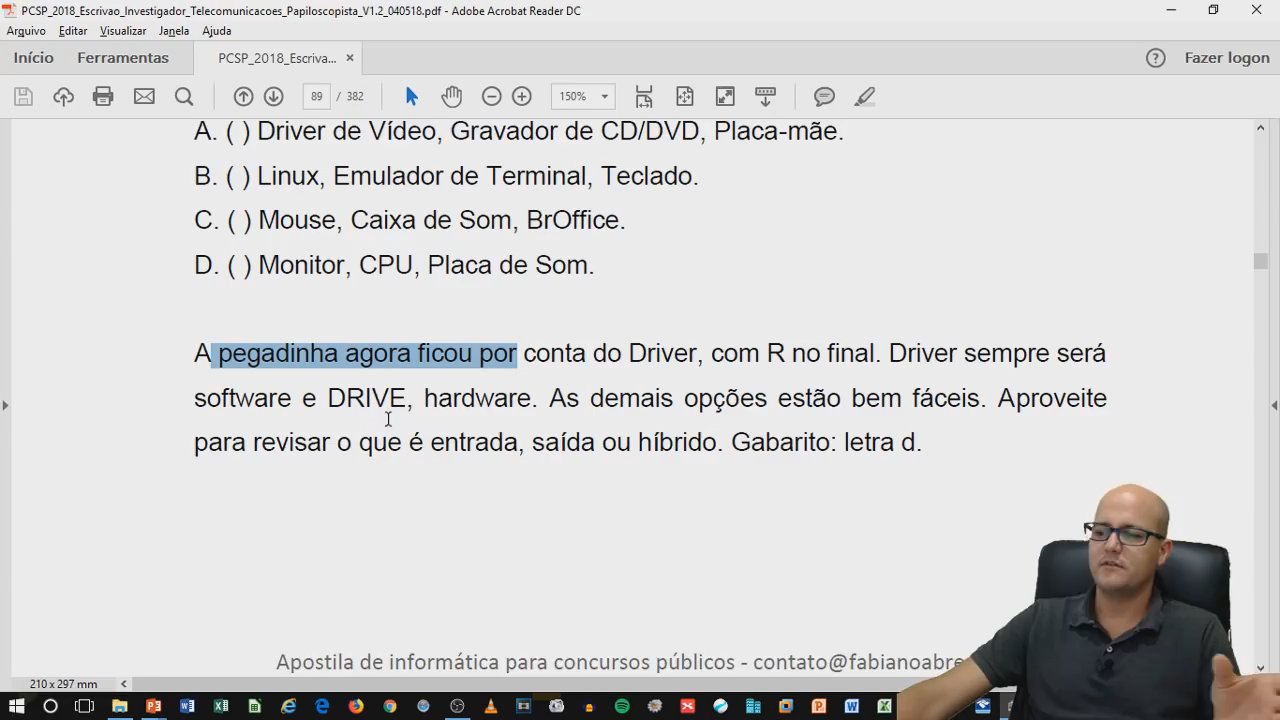 PCSP_2018_Escrivao_Investigador_Telecomunicacoes_Papiloscopista_V1.2_040518.pdf - Adobe Acrobat Reader DC
Arquivo Editar Visualizar Janela Ajuda
Início Ferramentas PCSP_2018_Escriva... × Fazer logon
89 / 382 150%
A. ( ) Driver de Vídeo, Gravador de CD/DVD, Placa-mãe.
B. ( ) Linux, Emulador de Terminal, Teclado.
C. ( ) Mouse, Caixa de Som, BrOffice.
D. ( ) Monitor, CPU, Placa de Som.
A pegadinha agora ficou por conta do Driver, com R no final. Driver sempre será
software e DRIVE, hardware. As demais opções estão bem fáceis. Aproveite
para revisar o que é entrada, saída ou híbrido. Gabarito: letra d.
Apostila de informática para concursos públicos - contato@fabianoabre
210 x 297 mm